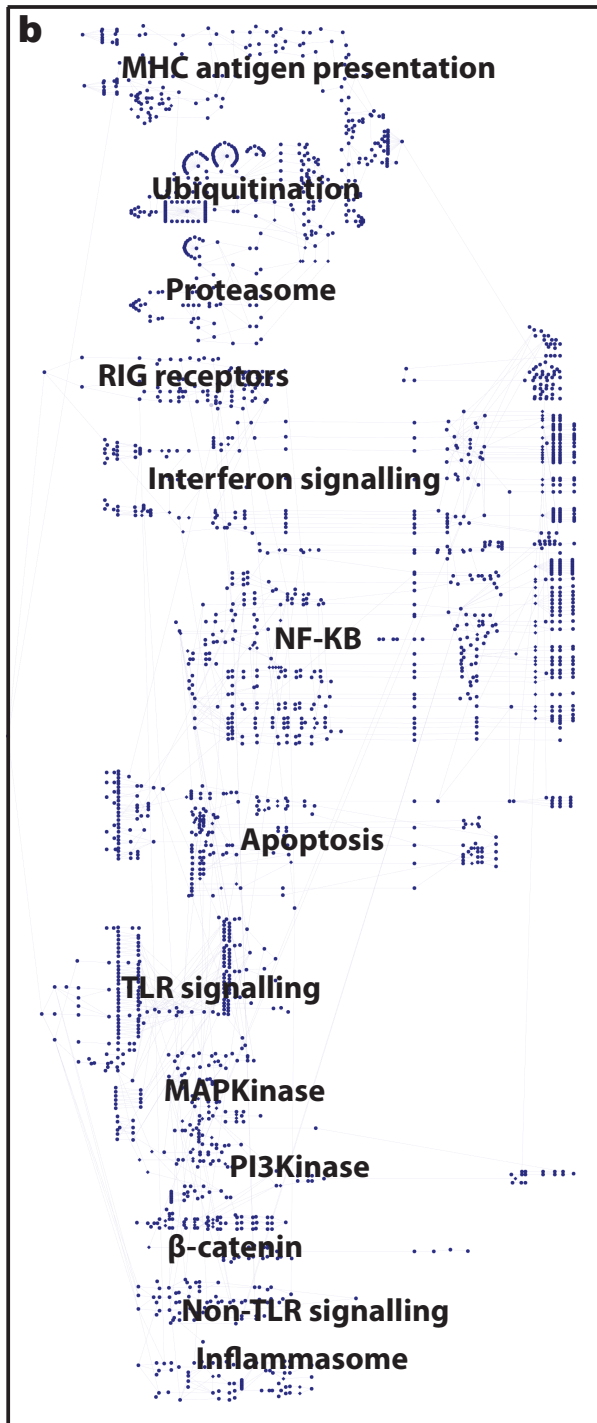 b
MHC antigen presentation
Ubiquitination
Proteasome
RIG receptors
Interferon signalling
NF-KB
Apoptosis
TLR signalling
MAPKinase
PI3Kinase
β-catenin
Non-TLR signalling
Inflammasome